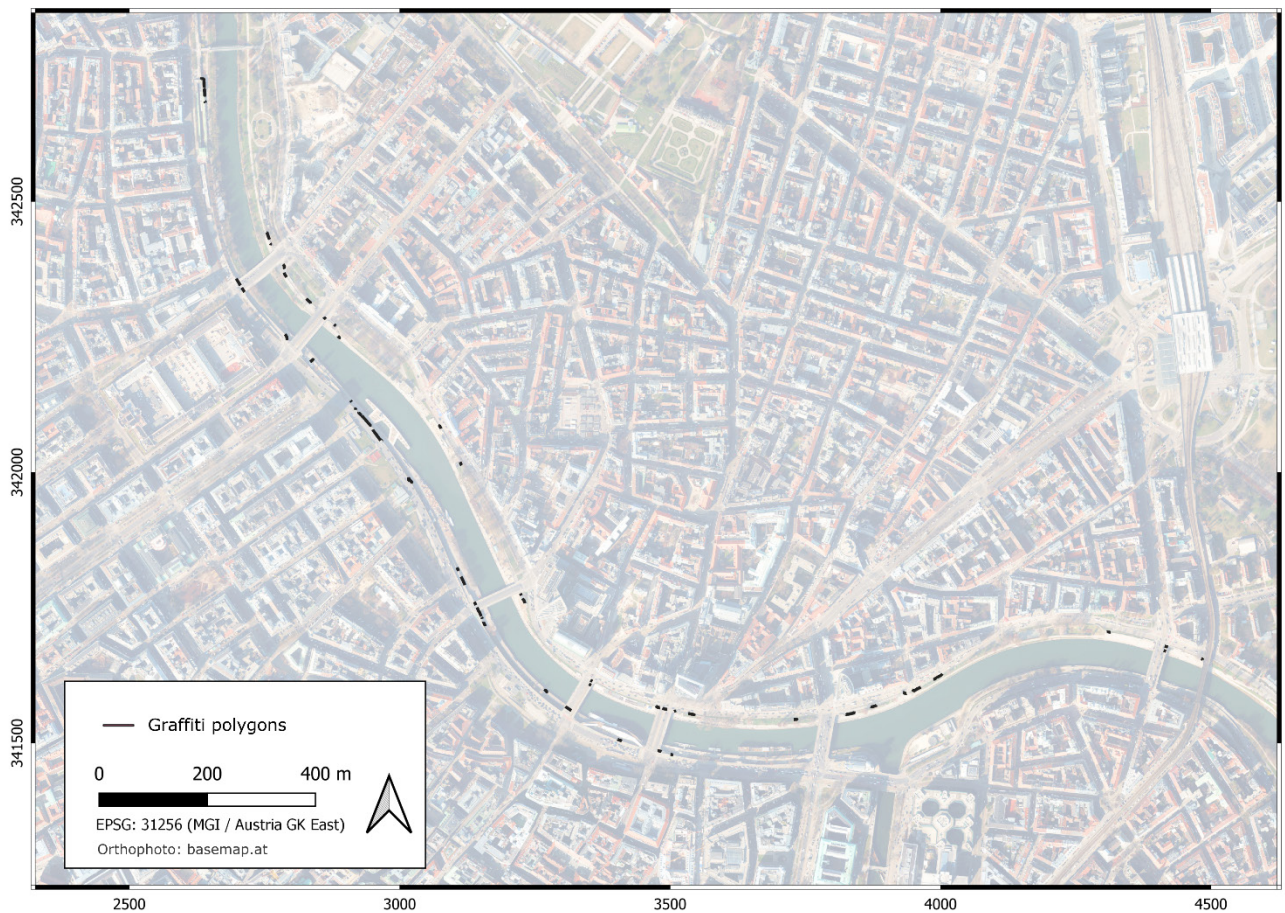 342500
342000
341500
Graffiti polygons
0 200 400 m
EPSG: 31256 (MGI / Austria GK East)
Orthophoto: basemap.at
2500 3000 3500 4000 4500